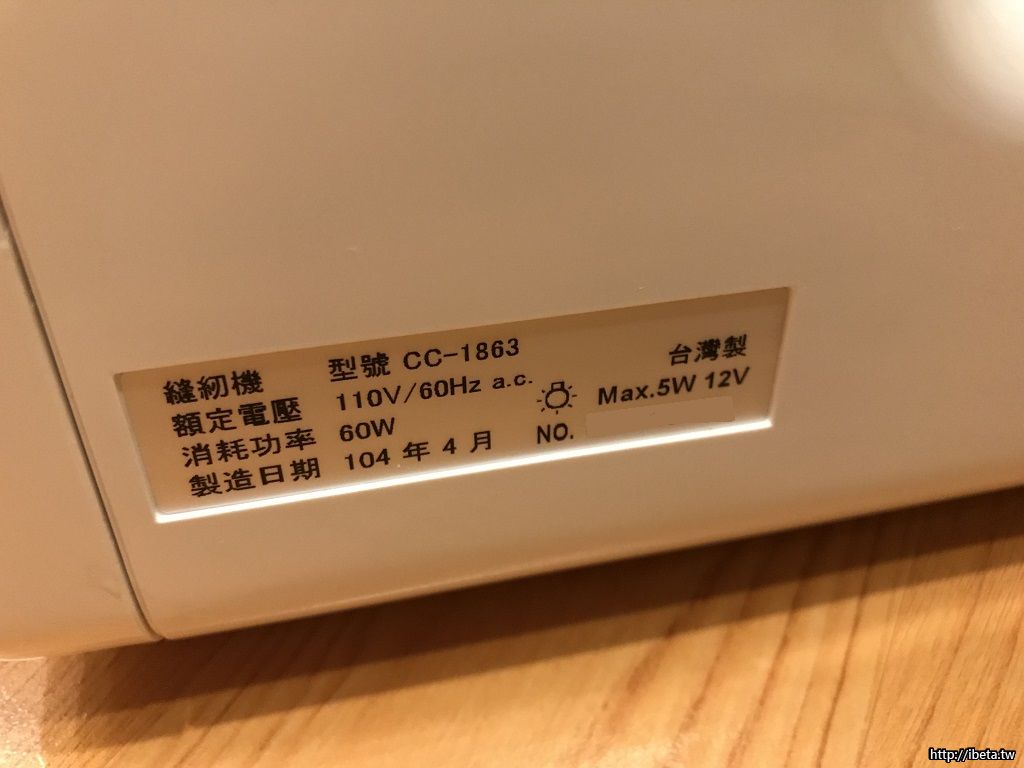 縫紉機 型號 CC-1863 台灣製
額定電壓 110V/60Hz a.c. Max.5W 12V
消耗功率 60W NO.
製造日期 104 年 4 月
http://ibeta.tw